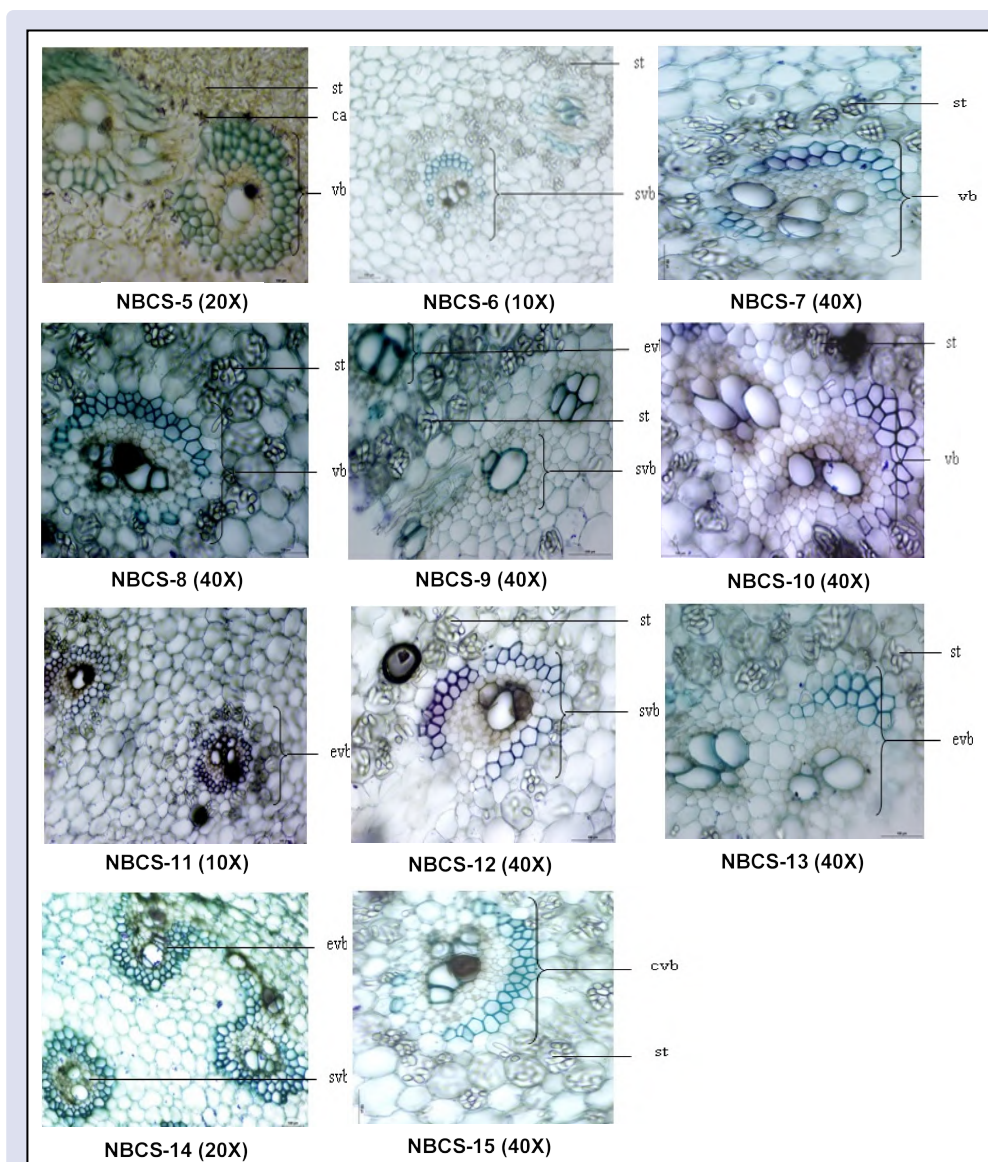 st
ca
vb
NBCS-5 (20X)
st
svb
NBCS-6 (10X)
st
vb
NBCS-7 (40X)
st
vb
NBCS-8 (40X)
evl
st
svb
NBCS-9 (40X)
st
vb
NBCS-10 (40X)
evb
NBCS-11 (10X)
st
svb
NBCS-12 (40X)
st
evb
NBCS-13 (40X)
evb
svb
NBCS-14 (20X)
cvb
st
NBCS-15 (40X)